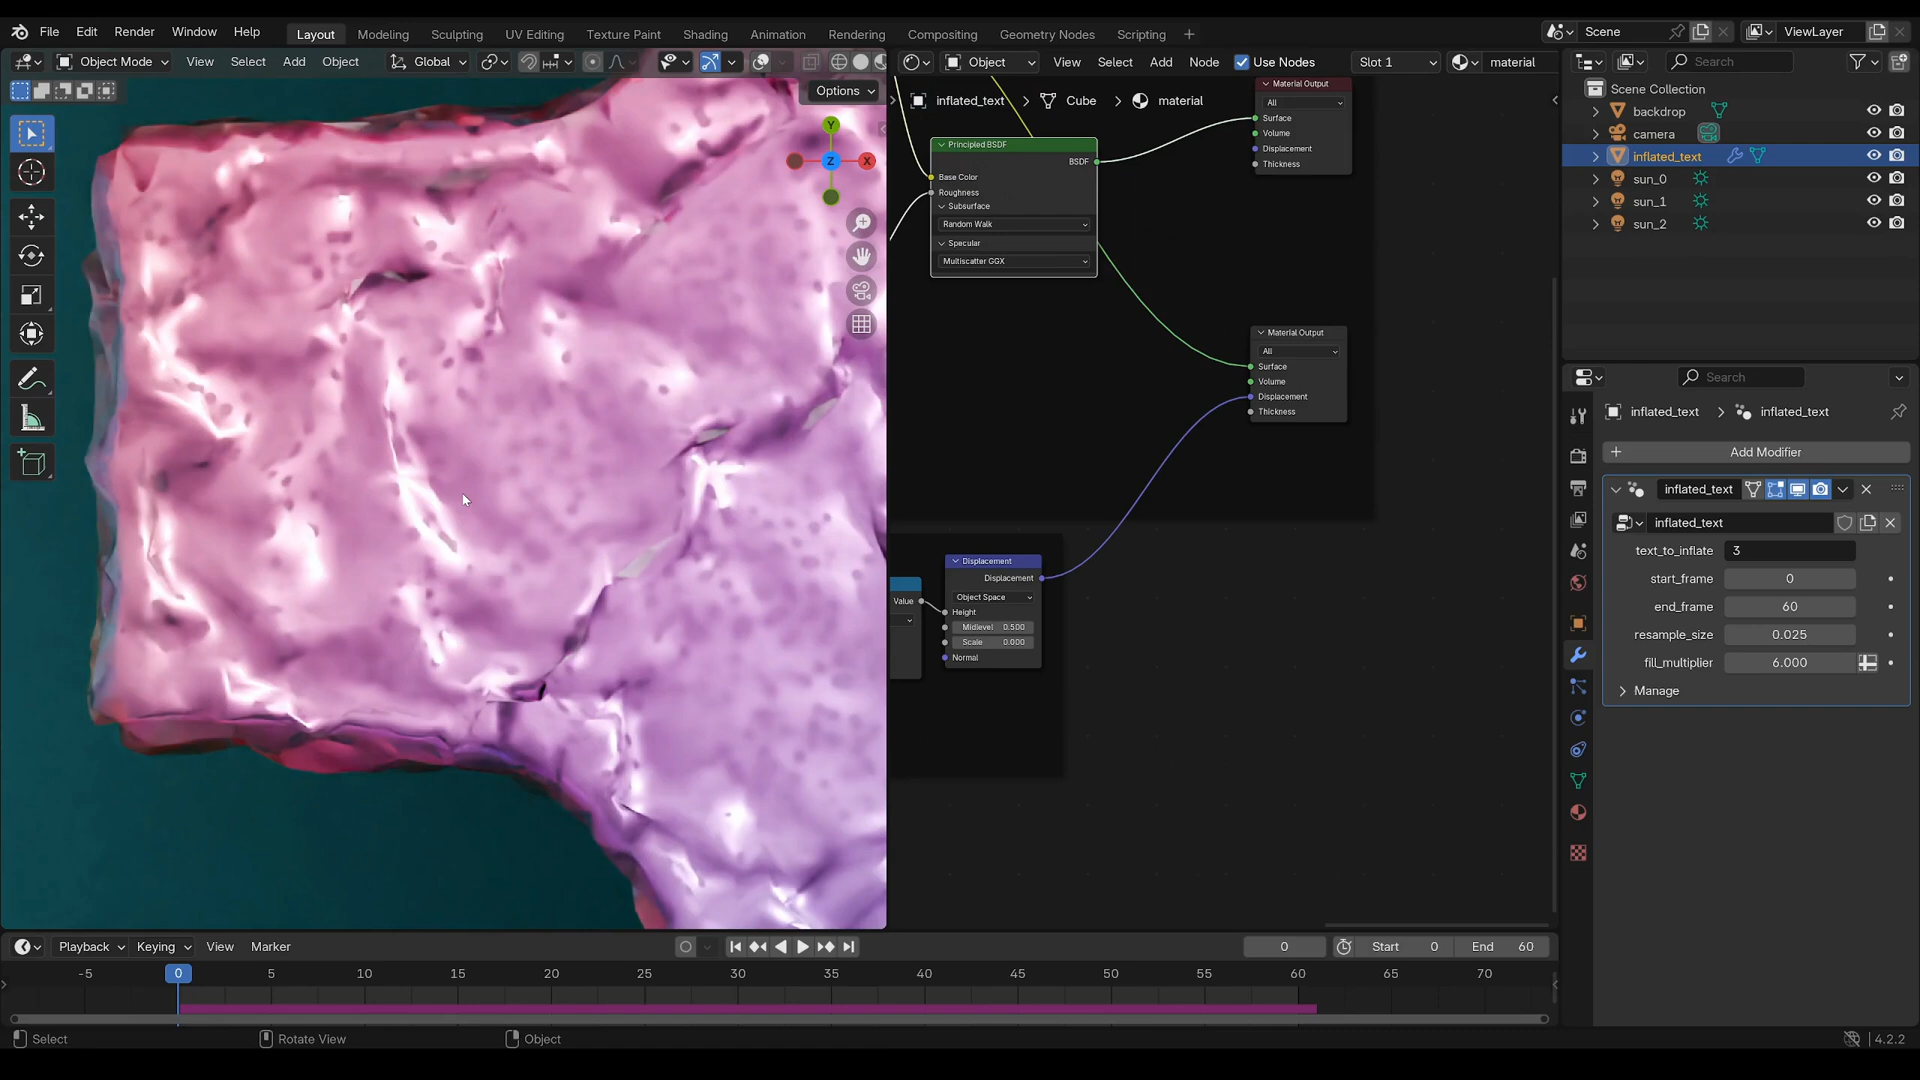 File Edit Render Window Help Layout Modeling Sculpting UV Editing Texture Paint Shading Animation Rendering Compositing Geometry Nodes Scripting + Scene ViewLayer
Object Mode View Select Add Object Global Object View Select Add Node Use Nodes Slot 1 material Search
Options
inflated_text > Cube > material
Y
Z X
Principled BSDF
BSDF
Base Color
Roughness
Subsurface
Random Walk
Specular
Multiscatter GGX
Material Output
All
Surface
Volume
Displacement
Thickness
Material Output
All
Surface
Volume
Displacement
Thickness
Value
Displacement
Displacement
Object Space
Height
Midlevel 0.500
Scale 0.000
Normal
Scene Collection
backdrop
camera
inflated_text
sun_0
sun_1
sun_2
Search
inflated_text > inflated_text
+ Add Modifier
inflated_text
inflated_text
text_to_inflate 3
start_frame 0
end_frame 60
resample_size 0.025
fill_multiplier 6.000
Manage
Playback Keying View Marker 0 Start 0 End 60
-5 0 5 10 15 20 25 30 35 40 45 50 55 60 65 70
Select Rotate View Object 4.2.2